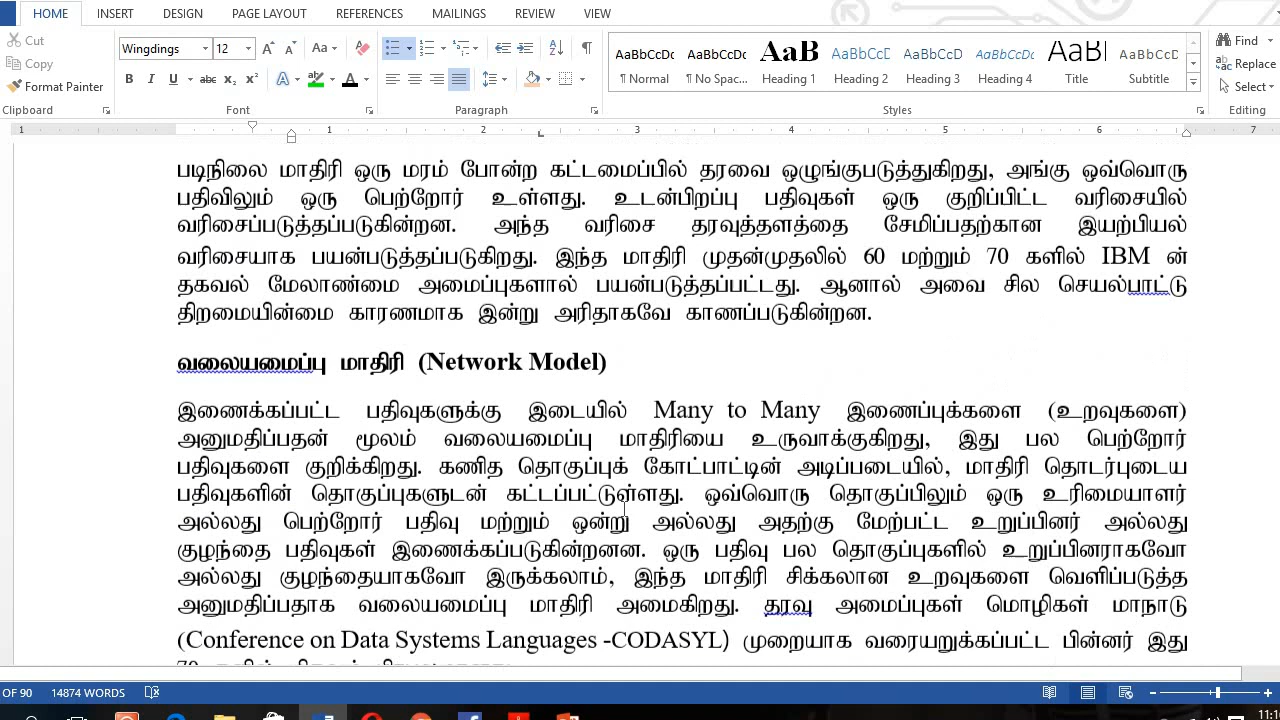 HOME INSERT DESIGN PAGE LAYOUT REFERENCES MAILINGS REVIEW VIEW
Cut
Copy
Format Painter
Clipboard
Wingdings 12
Font
Paragraph
AaBbCcDc AaBbCcDc AaB AaBbCcD AaBbCcD AaBbCcD AaBl AaBbCcD
¶ Normal ¶ No Spac... Heading 1 Heading 2 Heading 3 Heading 4 Title Subtit
Styles
Find
Replace
Select
Editing
1 1 2 3 4 5 6 7
படிநிலை மாதிரி ஒரு மரம் போன்ற கட்டமைப்பில் தரவை ஒழுங்குபடுத்துகிறது, அங்கு ஒவ்வொரு
பதிவிலும் ஒரு பெற்றோர் உள்ளது. உடன்பிறப்பு பதிவுகள் ஒரு குறிப்பிட்ட வரிசையில்
வரிசைப்படுத்தப்படுகின்றன. அந்த வரிசை தரவுத்தளத்தை சேமிப்பதற்கான இயற்பியல்
வரிசையாக பயன்படுத்தப்படுகிறது. இந்த மாதிரி முதன்முதலில் 60 மற்றும் 70 களில் IBM ன்
தகவல் மேலாண்மை அமைப்புகளால் பயன்படுத்தப்பட்டது. ஆனால் அவை சில செயல்பாட்டு
திறமையின்மை காரணமாக இன்று அரிதாகவே காணப்படுகின்றன.
வலையமைப்பு மாதிரி (Network Model)
இணைக்கப்பட்ட பதிவுகளுக்கு இடையில் Many to Many இணைப்புக்களை (உறவுகளை)
அனுமதிப்பதன் மூலம் வலையமைப்பு மாதிரியை உருவாக்குகிறது, இது பல பெற்றோர்
பதிவுகளை குறிக்கிறது. கணித தொகுப்புக் கோட்பாட்டின் அடிப்படையில், மாதிரி தொடர்புடைய
பதிவுகளின் தொகுப்புகளுடன் கட்டப்பட்டுள்ளது. ஒவ்வொரு தொகுப்பிலும் ஒரு உரிமையாளர்
அல்லது பெற்றோர் பதிவு மற்றும் ஒன்று அல்லது அதற்கு மேற்பட்ட உறுப்பினர் அல்லது
குழந்தை பதிவுகள் இணைக்கப்படுகின்றனன. ஒரு பதிவு பல தொகுப்புகளில் உறுப்பினராகவோ
அல்லது குழந்தையாகவோ இருக்கலாம், இந்த மாதிரி சிக்கலான உறவுகளை வெளிப்படுத்த
அனுமதிப்பதாக வலையமைப்பு மாதிரி அமைகிறது. தரவு அமைப்புகள் மொழிகள் மாநாடு
(Conference on Data Systems Languages -CODASYL) முறையாக வரையறுக்கப்பட்ட பின்னர் இது
OF 90 14874 WORDS